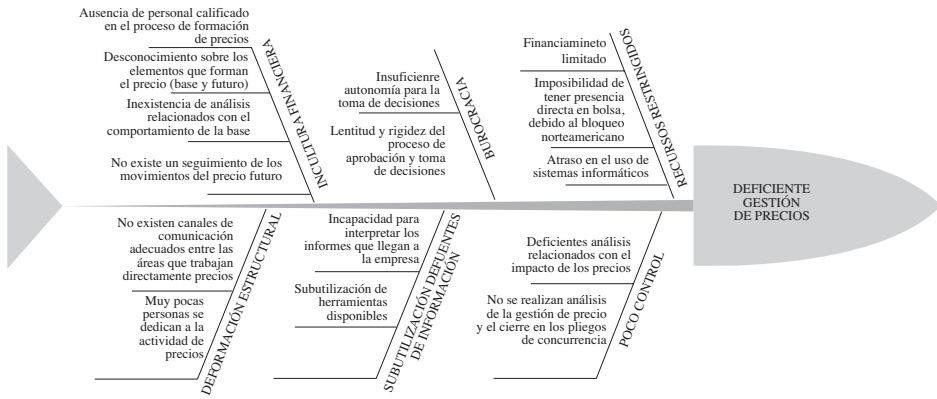 Ausencia de personal calificado
en el proceso de formación
de precios
Desconocimiento sobre los
elementos que forman
el precio (base y futuro)
Inexistencia de análisis
relacionados con el
comportamiento de la base
No existe un seguimiento de los
movimientos del precio futuro
INCULTURA FINANCIERA
Insuficienre
autonomía para la
toma de decisiones
Lentitud y rigidez del
proceso de
aprobación y toma
de decisiones
BUROCRACIA
Financiamineto
limitado
Imposibilidad de
tener presencia
directa en bolsa,
debido al bloqueo
norteamericano
Atraso en el uso de
sistemas informáticos
RECURSOS RESTRINGIDOS
DEFICIENTE
GESTIÓN
DE PRECIOS
No existen canales de
comunicación
adecuados entre las
áreas que trabajan
directamente precios
Muy pocas
personas se
dedican a la
actividad de
precios
DEFORMACIÓN ESTRUCTURAL
Incapacidad para
interpretar los
informes que llegan a
la empresa
Subutilización de
herramientas
disponibles
SUBUTILIZACIÓN DEFUENTES
DE INFORMACIÓN
Deficientes análisis
relacionados con el
impacto de los precios
No se realizan análisis
de la gestión de precio
y el cierre en los pliegos
de concurrencia
POCO CONTROL